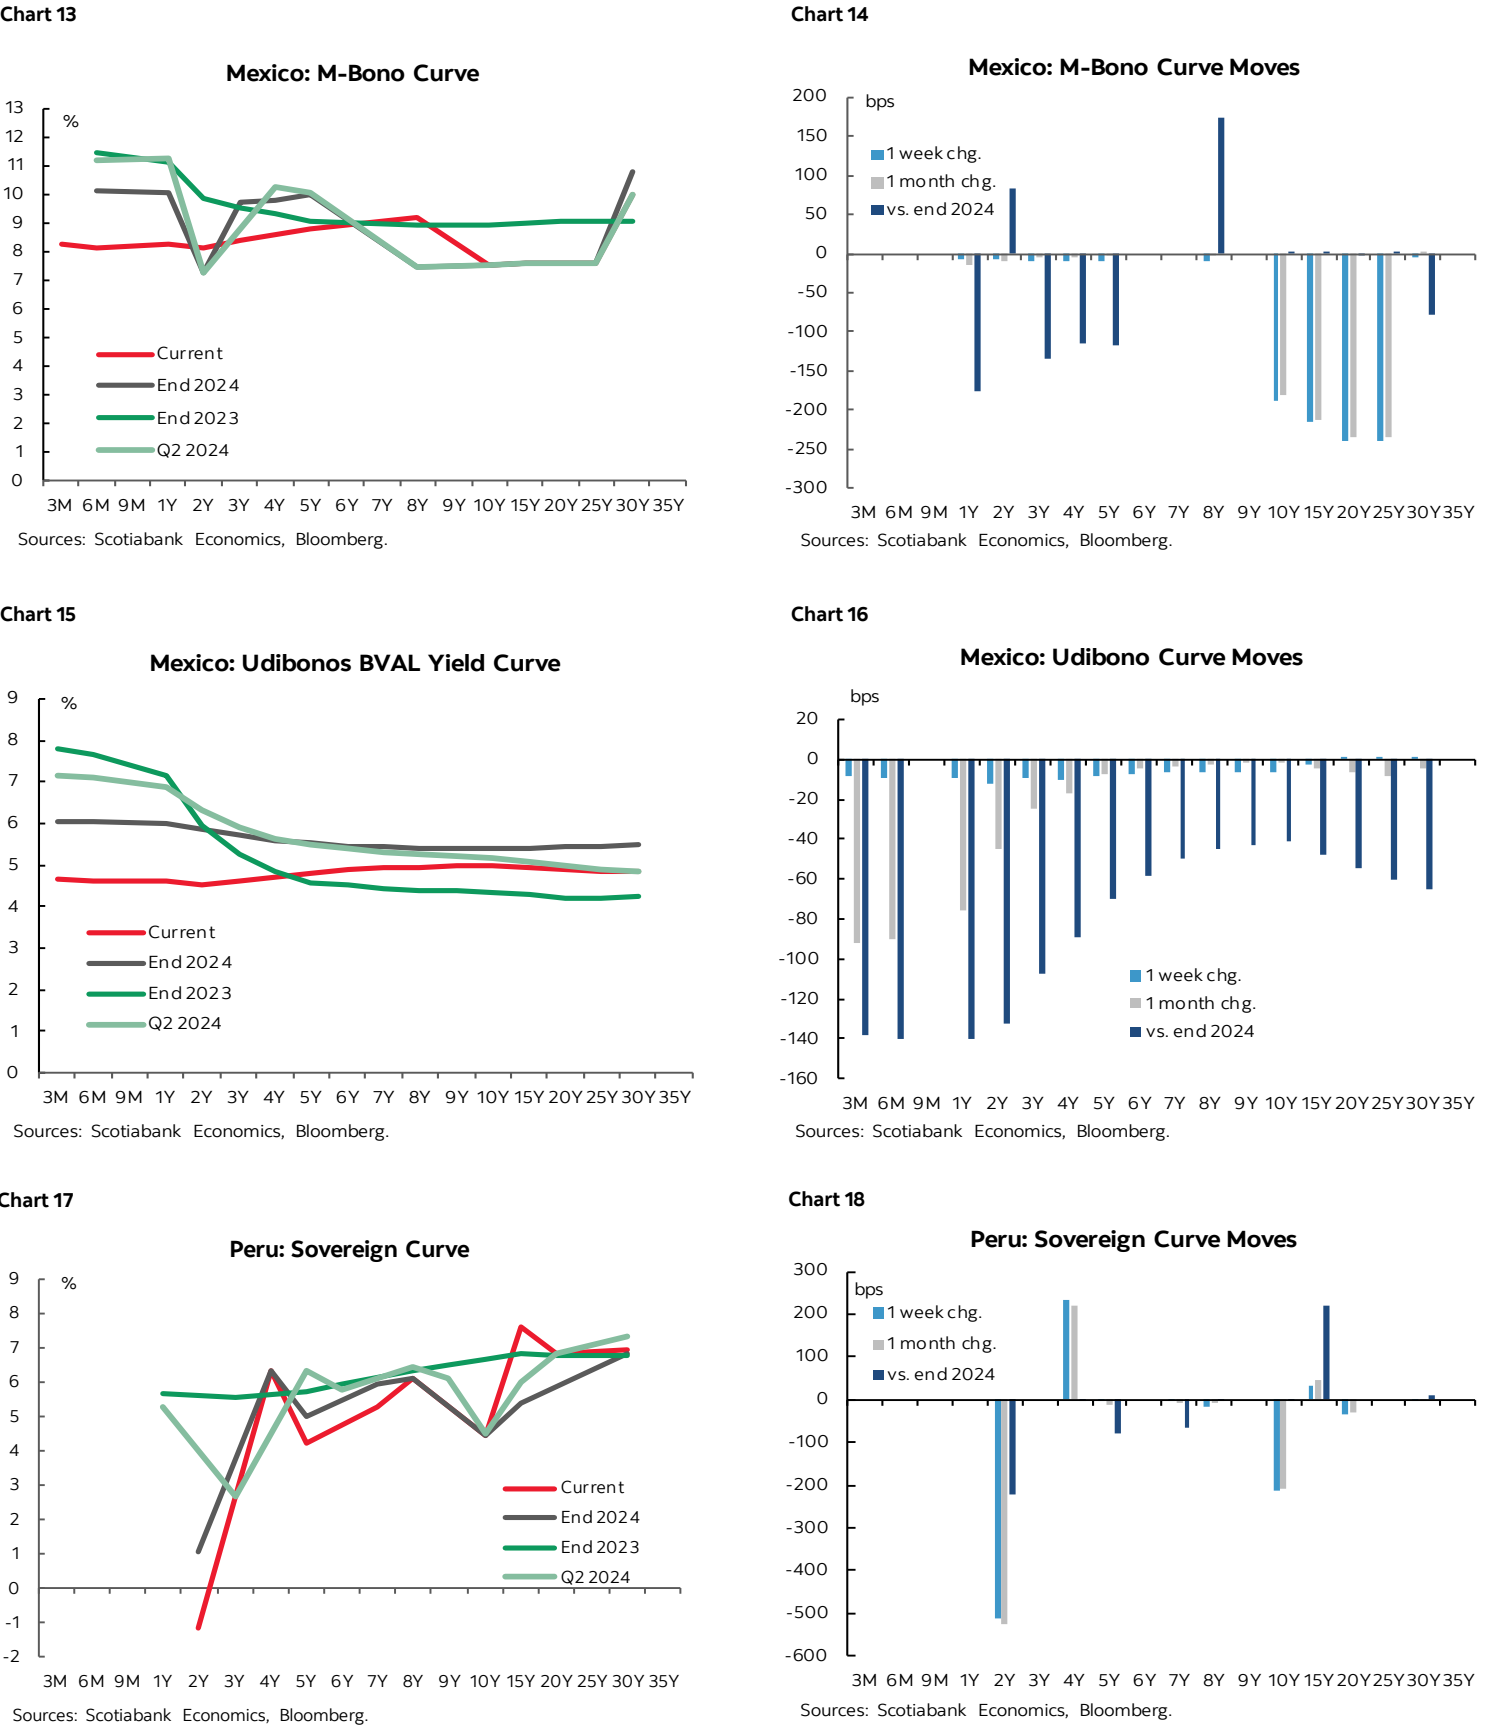 Chart 13
Mexico: M-Bono Curve
%
13
12
11
10
9
8
7
6
5
4
3
2
1
0
Current
End 2024
End 2023
Q2 2024
3M 6M 9M 1Y 2Y 3Y 4Y 5Y 6Y 7Y 8Y 9Y 10Y 15Y 20Y 25Y 30Y 35Y
Sources: Scotiabank Economics, Bloomberg.
Chart 14
Mexico: M-Bono Curve Moves
bps
200
150
100
50
0
-50
-100
-150
-200
-250
-300
1 week chg.
1 month chg.
vs. end 2024
3M 6M 9M 1Y 2Y 3Y 4Y 5Y 6Y 7Y 8Y 9Y 10Y 15Y 20Y 25Y 30Y 35Y
Sources: Scotiabank Economics, Bloomberg.
Chart 15
Mexico: Udibonos BVAL Yield Curve
%
9
8
7
6
5
4
3
2
1
0
Current
End 2024
End 2023
Q2 2024
3M 6M 9M 1Y 2Y 3Y 4Y 5Y 6Y 7Y 8Y 9Y 10Y 15Y 20Y 25Y 30Y 35Y
Sources: Scotiabank Economics, Bloomberg.
Chart 16
Mexico: Udibono Curve Moves
bps
20
0
-20
-40
-60
-80
-100
-120
-140
-160
1 week chg.
1 month chg.
vs. end 2024
3M 6M 9M 1Y 2Y 3Y 4Y 5Y 6Y 7Y 8Y 9Y 10Y 15Y 20Y 25Y 30Y 35Y
Sources: Scotiabank Economics, Bloomberg.
Chart 17
Peru: Sovereign Curve
%
9
8
7
6
5
4
3
2
1
0
-1
-2
Current
End 2024
End 2023
Q2 2024
3M 6M 9M 1Y 2Y 3Y 4Y 5Y 6Y 7Y 8Y 9Y 10Y 15Y 20Y 25Y 30Y 35Y
Sources: Scotiabank Economics, Bloomberg.
Chart 18
Peru: Sovereign Curve Moves
bps
300
200
100
0
-100
-200
-300
-400
-500
-600
1 week chg.
1 month chg.
vs. end 2024
3M 6M 9M 1Y 2Y 3Y 4Y 5Y 6Y 7Y 8Y 9Y 10Y 15Y 20Y 25Y 30Y 35Y
Sources: Scotiabank Economics, Bloomberg.